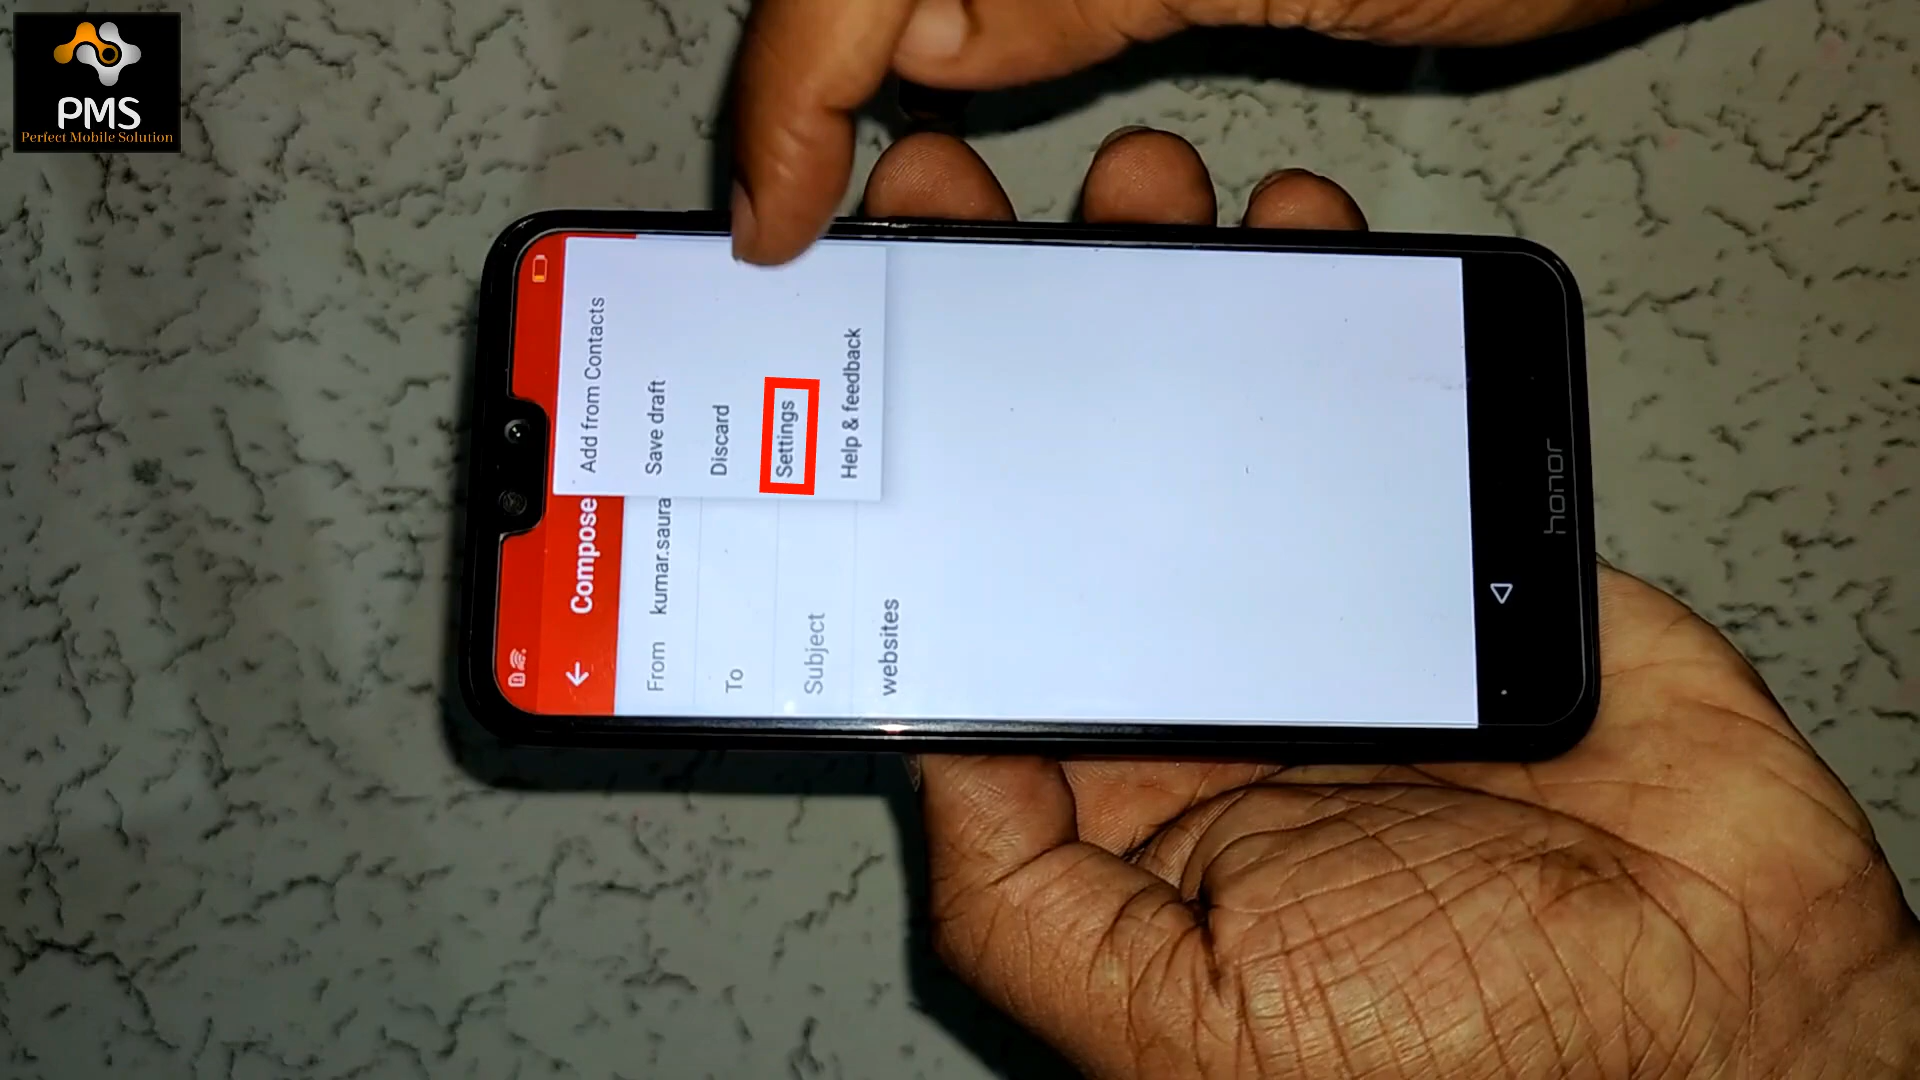 PMS
Perfect Mobile Solution
Compose
Add from Contacts
Save draft
Discard
Settings
Help & feedback
From kumar.saura
To
Subject
websites
honor